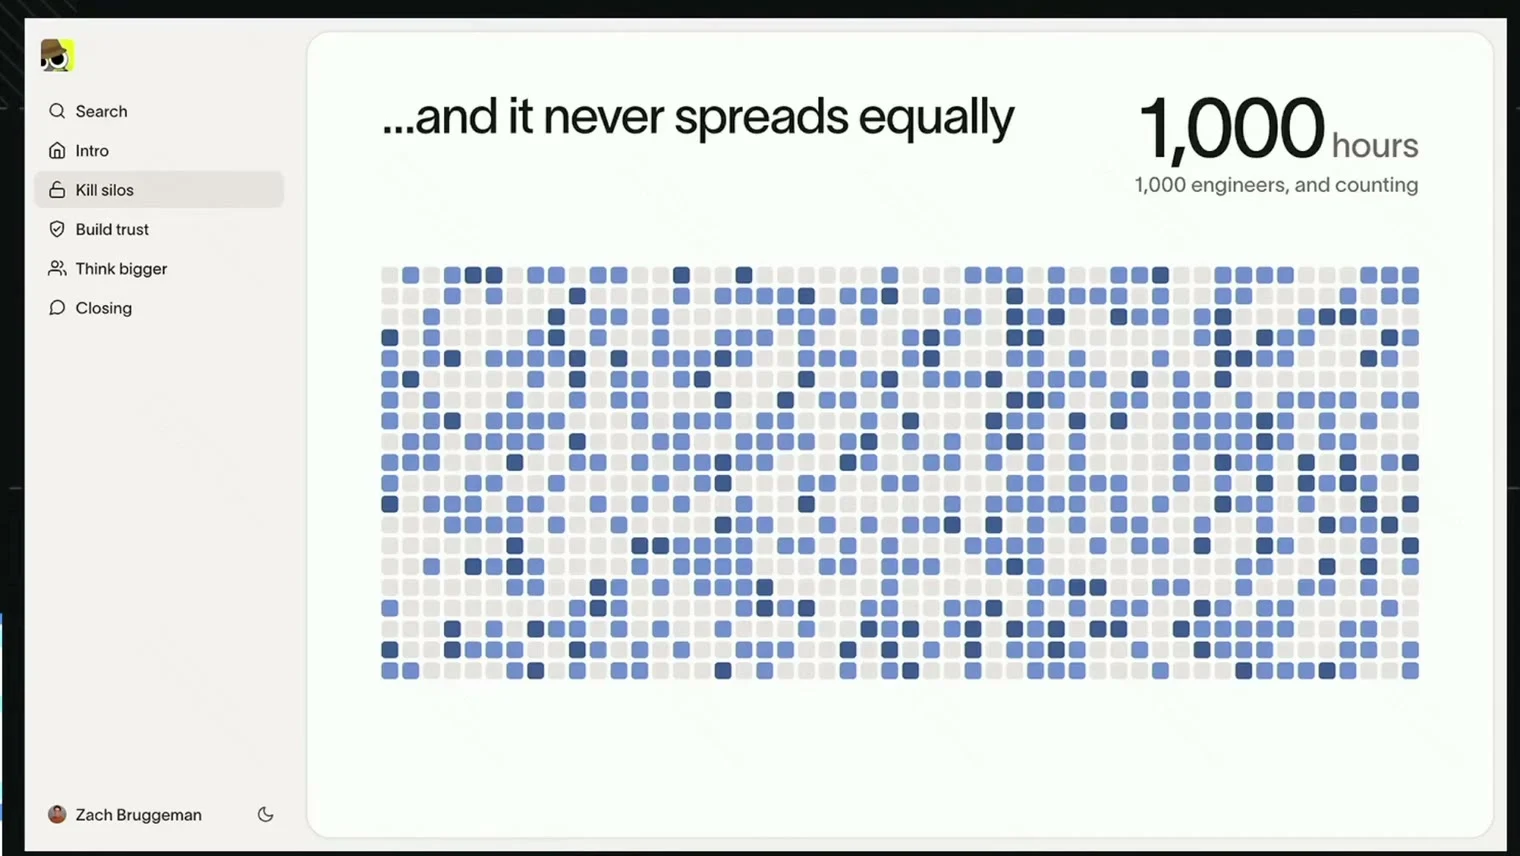 Search
Intro
Kill silos
Build trust
Think bigger
Closing
Zach Bruggeman
...and it never spreads equally
1,000 hours
1,000 engineers, and counting